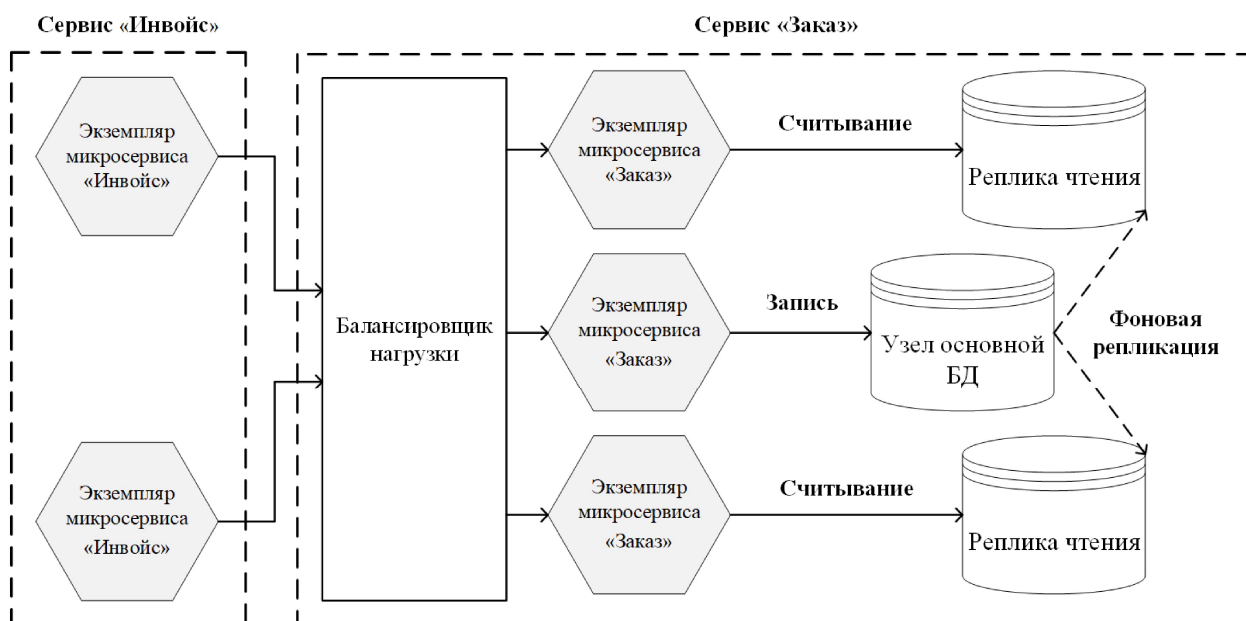 Сервис «Инвойс»
Сервис «Заказ»
Экземпляр
микросервиса
«Инвойс»
Экземпляр
микросервиса
«Инвойс»
Балансировщик
нагрузки
Экземпляр
микросервиса
«Заказ»
Считывание
Реплика чтения
Экземпляр
микросервиса
«Заказ»
Запись
Узел основной
БД
Фоновая
репликация
Экземпляр
микросервиса
«Заказ»
Считывание
Реплика чтения